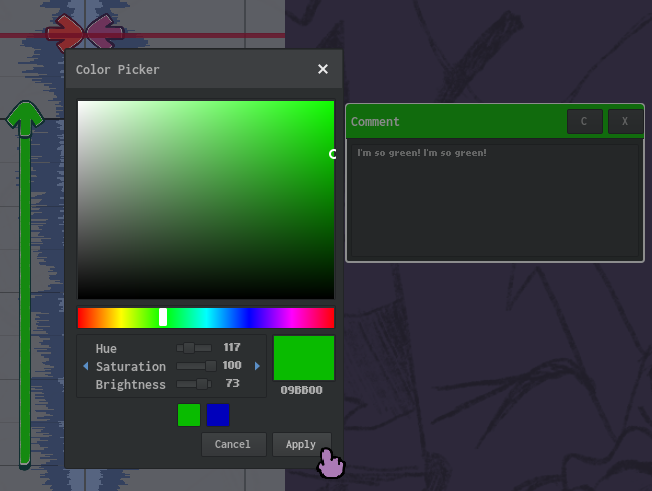 Color Picker
Comment
C
X
I'm so green! I'm so green!
Hue 117
Saturation 100
Brightness 73
09BB00
Cancel
Apply